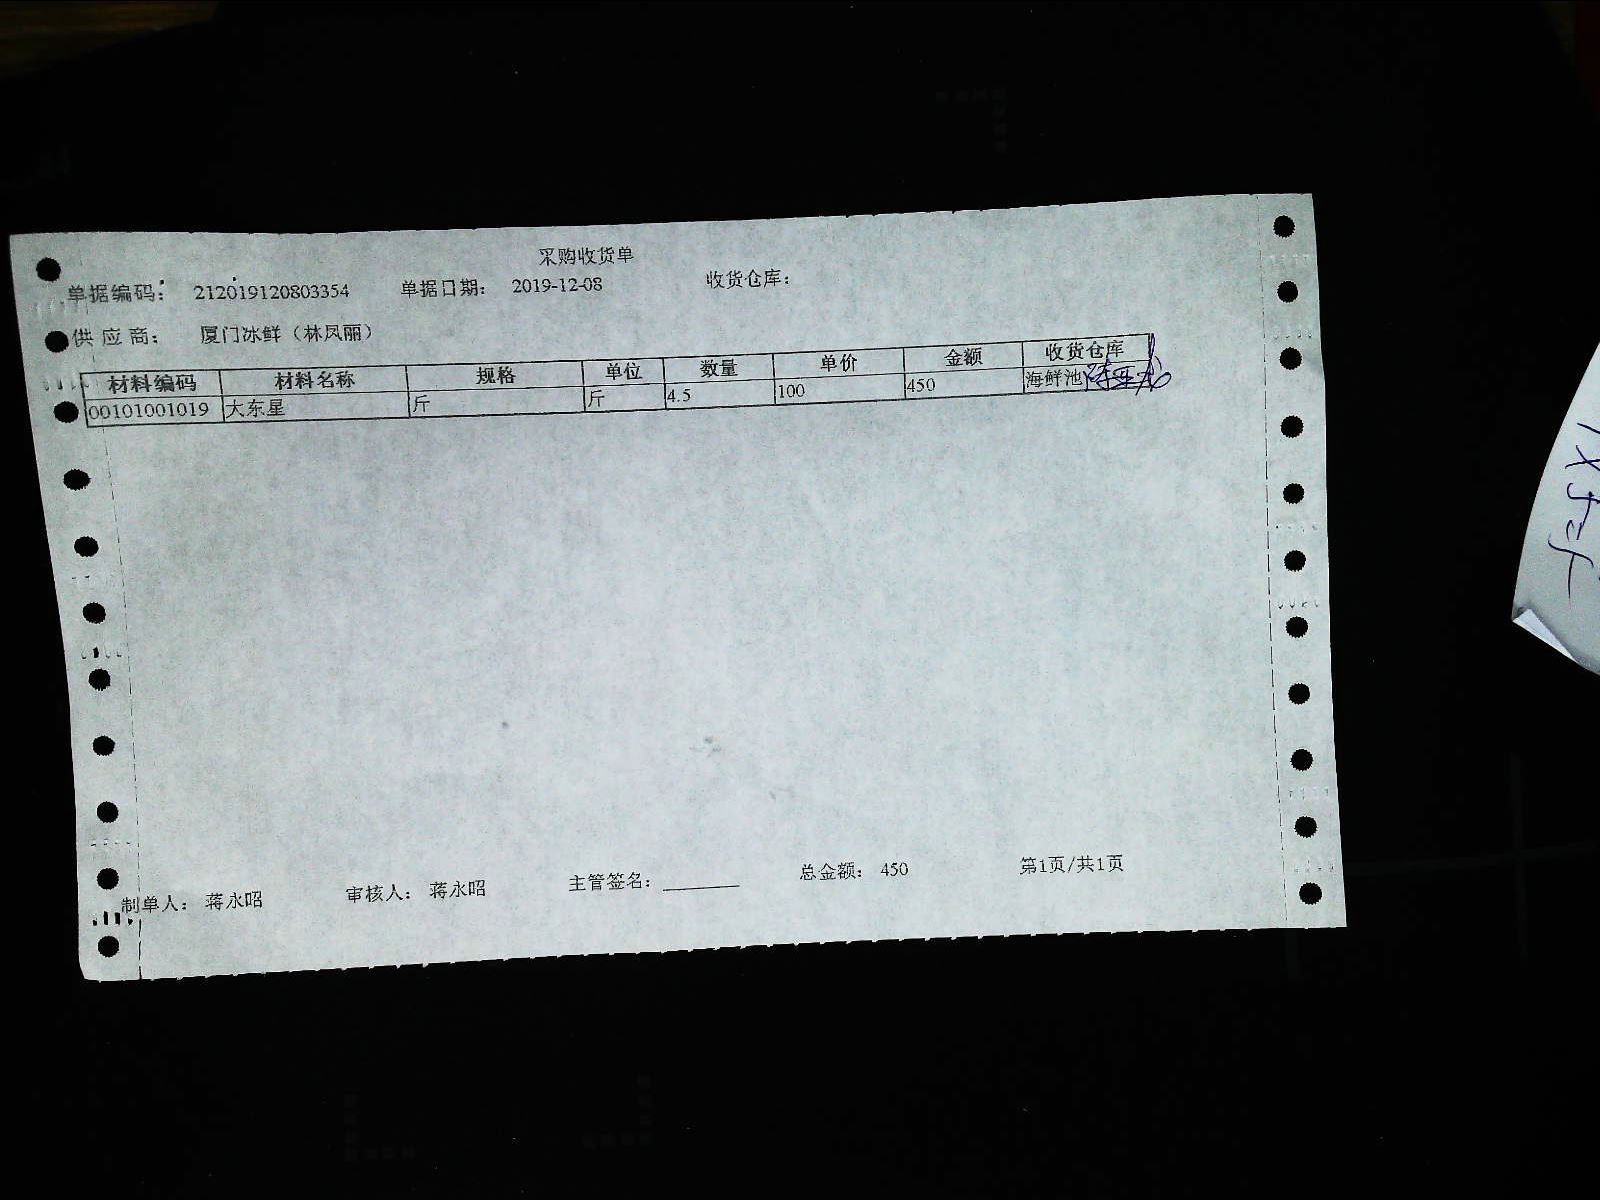 采购收货单
单据编码： 212019120803354 单据日期： 2019-12-08 收货仓库：
供应商： 厦门冰鲜（林凤丽）
材料编码 材料名称 规格 单位 数量 单价 金额 收货仓库
00101001019 大东星 斤 斤 4.5 100 450 海鲜池
制单人： 蒋永昭 审核人： 蒋永昭 主管签名： 总金额： 450 第1页/共1页